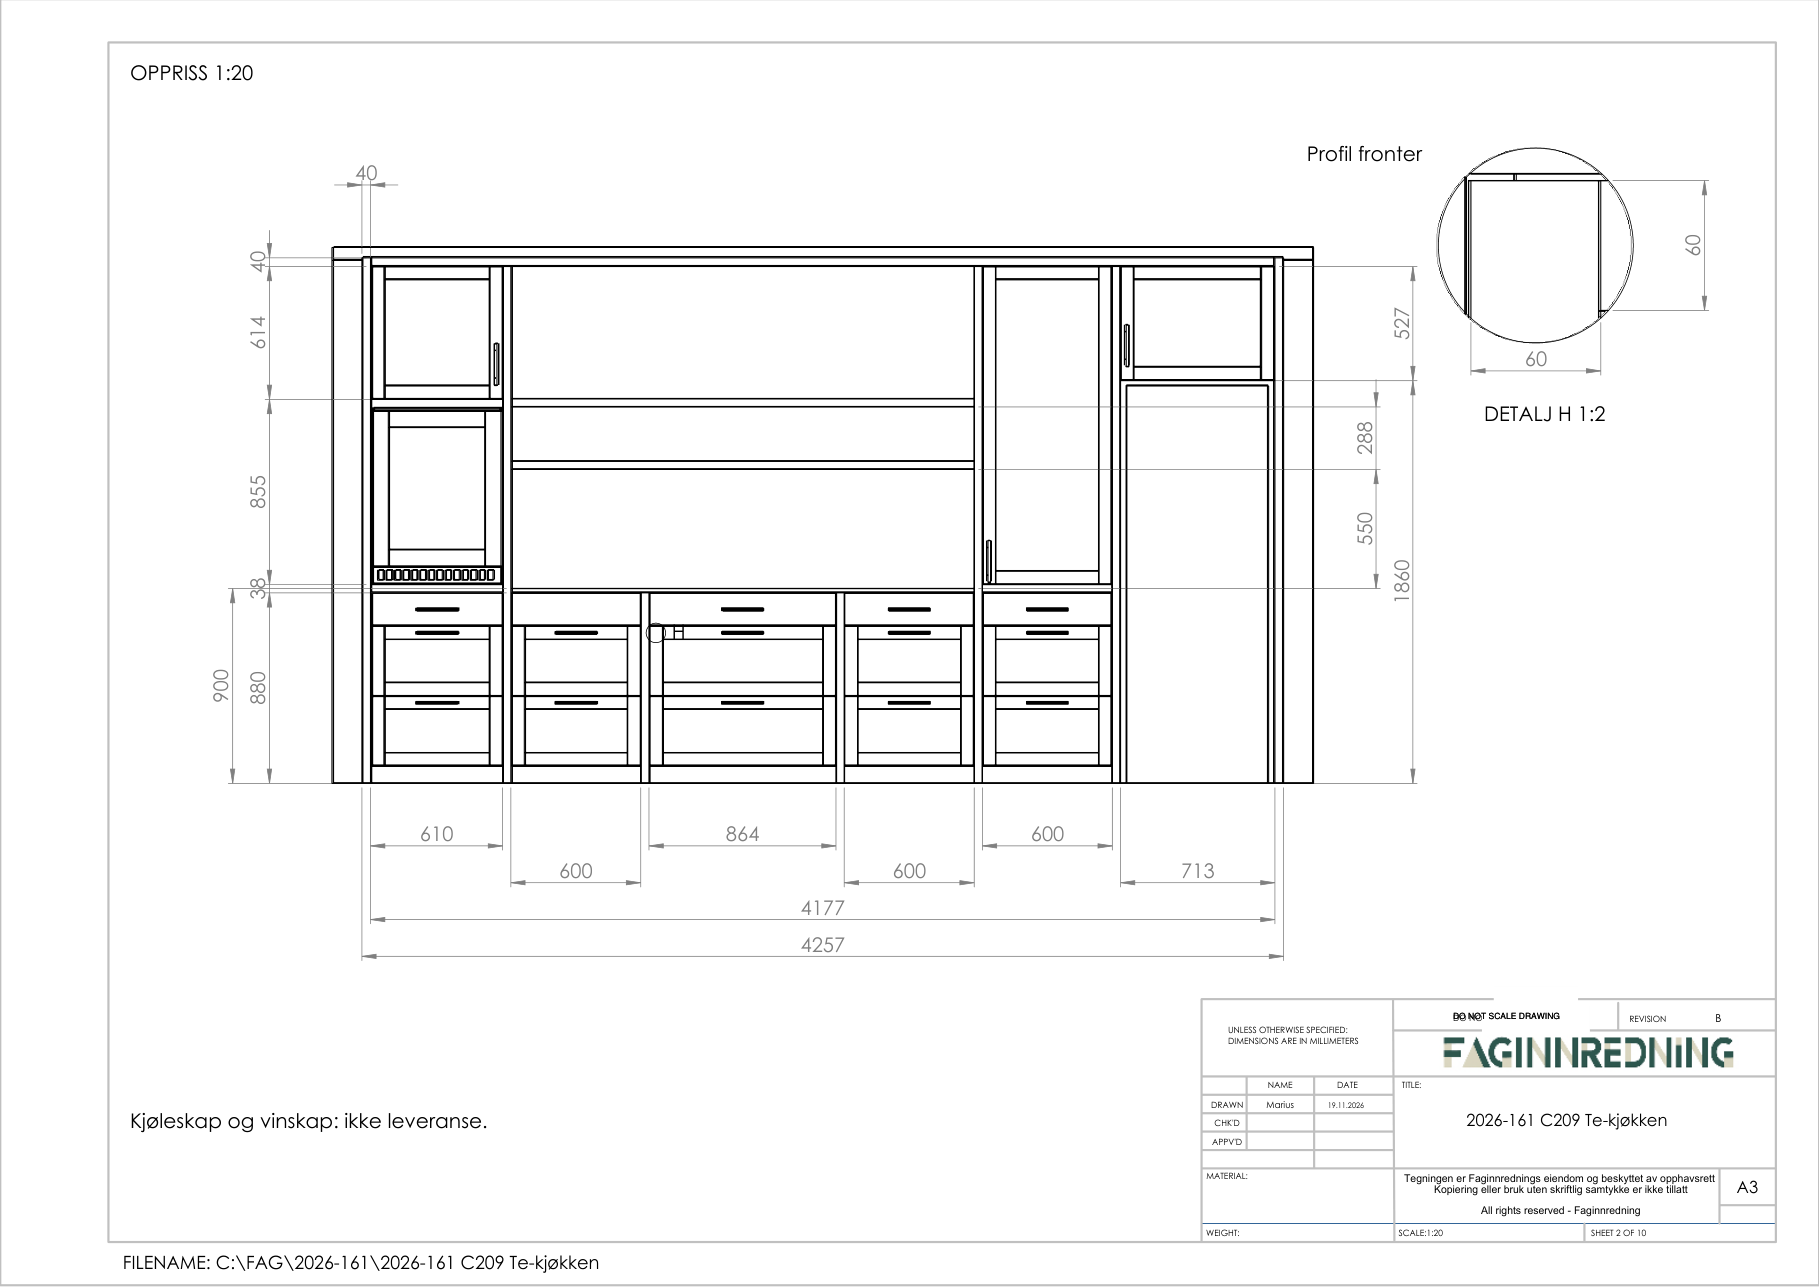 OPPRISS 1:20
Profil fronter
40
40
614
855
38
900
880
527
288
550
1860
60
60
DETALJ H 1:2
H
610
864
600
600
600
713
4177
4257
Kjøleskap og vinskap: ikke leveranse.
UNLESS OTHERWISE SPECIFIED:
DIMENSIONS ARE IN MILLIMETERS
DO NOT SCALE DRAWING
REVISION B
FAGINNREDNING
NAME DATE
DRAWN Marius 19.11.2026
CHK'D
APPV'D
TITLE:
2026-161 C209 Te-kjøkken
MATERIAL:
Tegningen er Faginnrednings eiendom og beskyttet av opphavsrett
Kopiering eller bruk uten skriftlig samtykke er ikke tillatt
All rights reserved - Faginnredning
A3
WEIGHT:
SCALE:1:20
SHEET 2 OF 10
FILENAME: C:\FAG\2026-161\2026-161 C209 Te-kjøkken